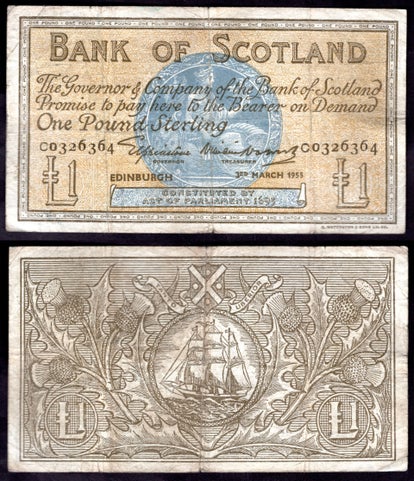 BANK OF SCOTLAND
The Governor & Company of the Bank of Scotland
Promise to pay here to the Bearer on Demand
One Pound Sterling
C0326364 C0326364
GOVERNOR TREASURER
£1 EDINBURGH 3RD MARCH 1955 £1
CONSTITUTED BY
ACT OF PARLIAMENT 1695
£1 £1